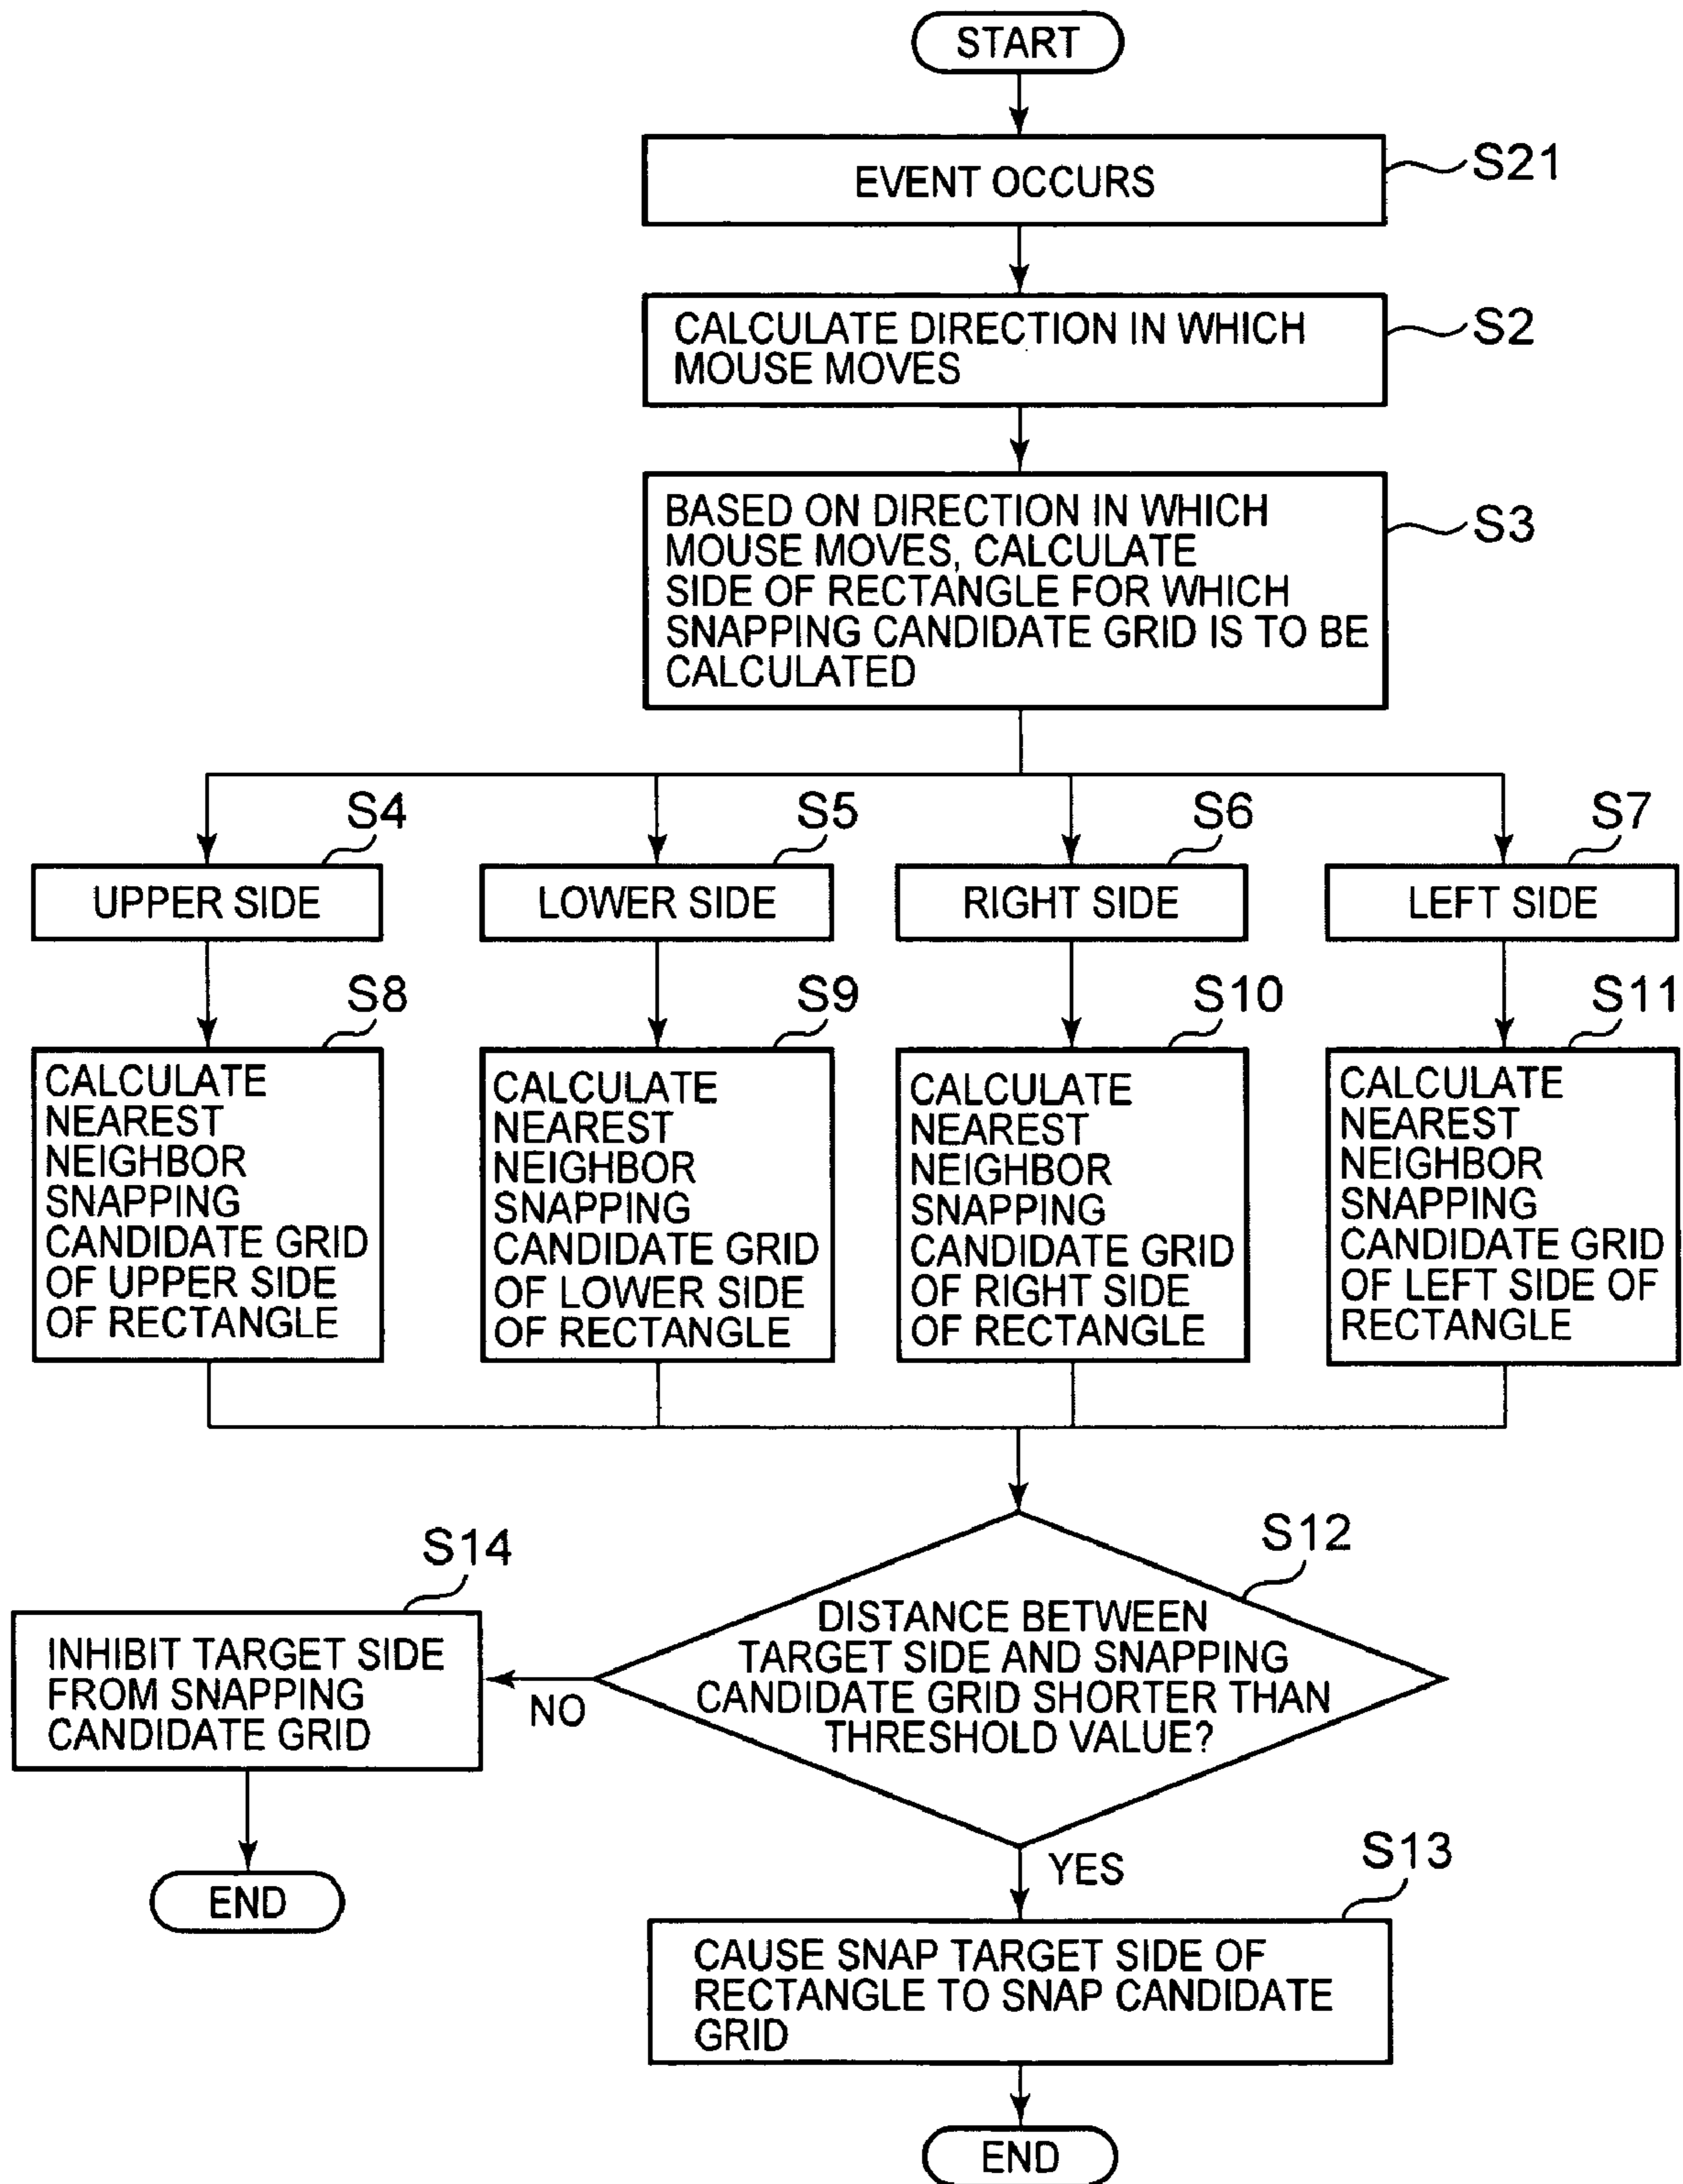 START
EVENT OCCURS
S21
CALCULATE DIRECTION IN WHICH
MOUSE MOVES
S2
BASED ON DIRECTION IN WHICH
MOUSE MOVES, CALCULATE
SIDE OF RECTANGLE FOR WHICH
SNAPPING CANDIDATE GRID IS TO BE
CALCULATED
S3
S4
UPPER SIDE
S5
LOWER SIDE
S6
RIGHT SIDE
S7
LEFT SIDE
S8
CALCULATE
NEAREST
NEIGHBOR
SNAPPING
CANDIDATE GRID
OF UPPER SIDE
OF RECTANGLE
S9
CALCULATE
NEAREST
NEIGHBOR
SNAPPING
CANDIDATE GRID
OF LOWER SIDE
OF RECTANGLE
S10
CALCULATE
NEAREST
NEIGHBOR
SNAPPING
CANDIDATE GRID
OF RIGHT SIDE
OF RECTANGLE
S11
CALCULATE
NEAREST
NEIGHBOR
SNAPPING
CANDIDATE GRID
OF LEFT SIDE OF
RECTANGLE
S12
DISTANCE BETWEEN
TARGET SIDE AND SNAPPING
CANDIDATE GRID SHORTER THAN
THRESHOLD VALUE?
NO
S14
INHIBIT TARGET SIDE
FROM SNAPPING
CANDIDATE GRID
END
YES
S13
CAUSE SNAP TARGET SIDE OF
RECTANGLE TO SNAP CANDIDATE
GRID
END